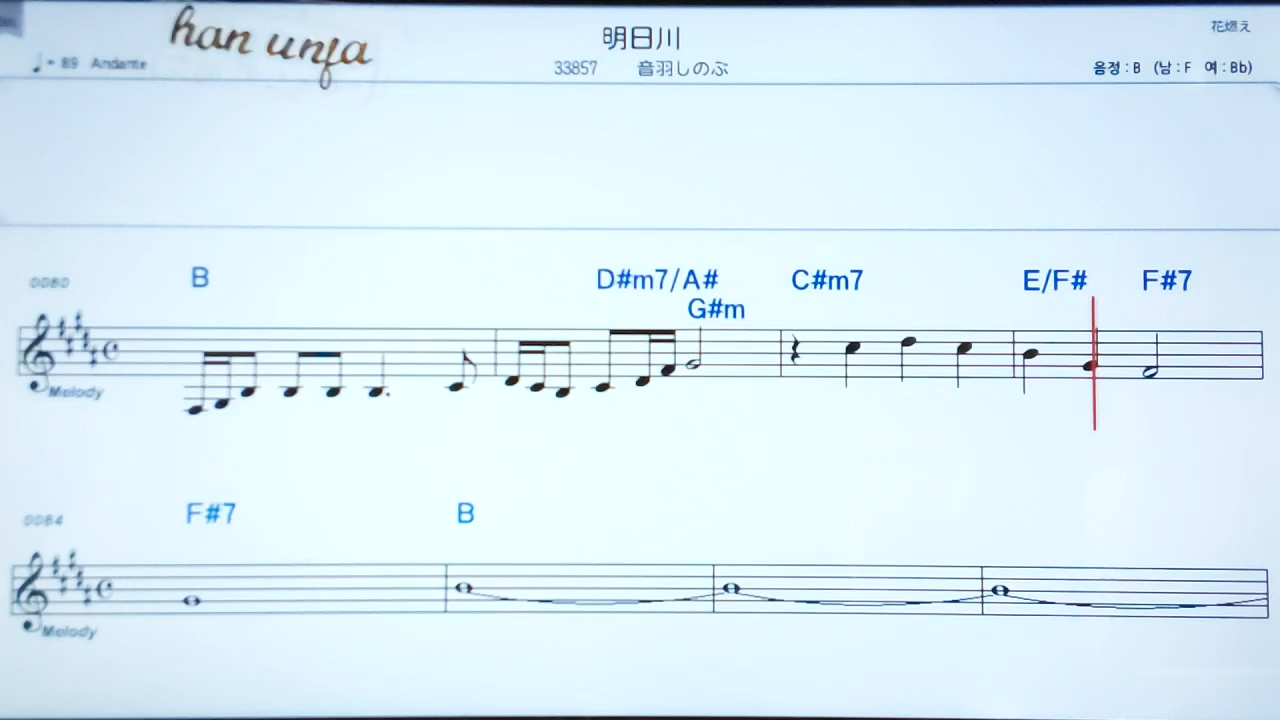 han unfa
明日川
花燃え
♩= 89 Andante
33857 音羽しのぶ
음정 : B (남 : F 여 : Bb)
0080 B D#m7/A# C#m7 E/F# F#7
G#m
Melody
0084 F#7 B
Melody